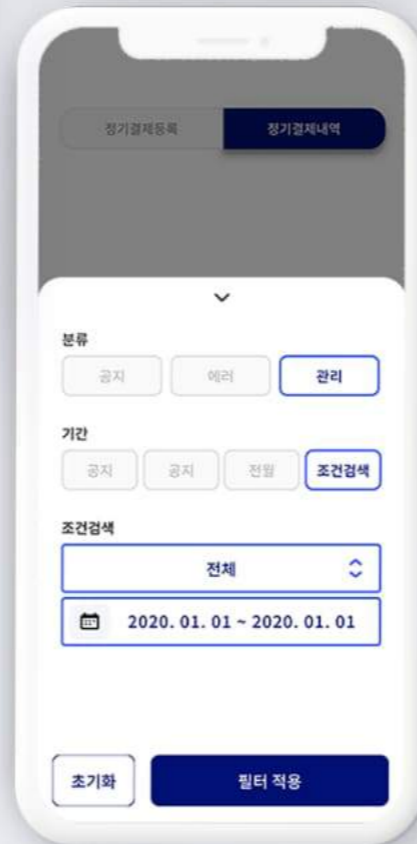 정기결제등록 정기결제내역
분류
공지 에러 관리
기간
공지 공지 전월 조건검색
조건검색
전체
2020. 01. 01 ~ 2020. 01. 01
초기화 필터 적용